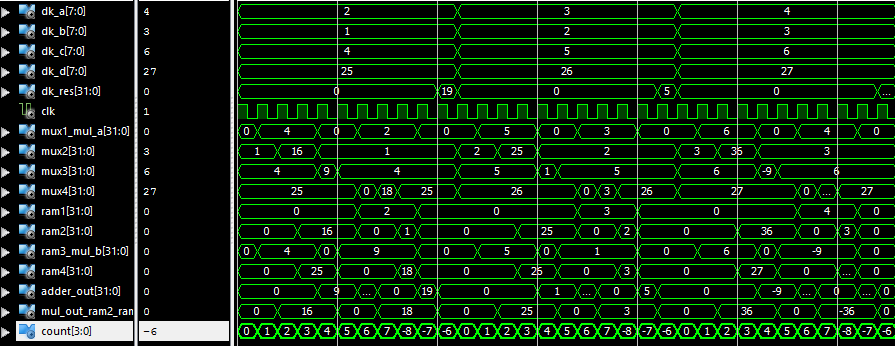 dk_a[7:0] 4 2 3 4
dk_b[7:0] 3 1 2 3
dk_c[7:0] 6 4 5 6
dk_d[7:0] 27 25 26 27
dk_res[31:0] 0 0 19 0 5 0 ...
clk 1
mux1_mul_a[31:0] 0 0 4 0 2 0 5 0 3 0 6 0 4 0
mux2[31:0] 3 1 16 1 2 25 2 3 36 3
mux3[31:0] 6 4 9 4 5 1 5 6 -9 6
mux4[31:0] 27 25 0 18 25 26 0 3 26 27 0 ... 27
ram1[31:0] 0 0 2 0 3 0 4 0
ram2[31:0] 0 0 16 0 1 0 25 0 2 0 36 0 3 0
ram3_mul_b[31:0] 0 0 4 0 9 0 5 0 1 0 6 0 -9 0
ram4[31:0] 0 0 25 0 18 0 26 0 3 0 27 0 ... 0
adder_out[31:0] 0 0 9 ... 0 19 0 1 ... 0 5 0 -9 ... 0
mul_out_ram2_ran 0 0 16 0 18 0 25 0 3 0 36 0 -36 0
count[3:0] -6 0 1 2 3 4 5 6 7 -8 -7 -6 0 1 2 3 4 5 6 7 -8 -7 -6 0 1 2 3 4 5 6 7 -8 -7 -6